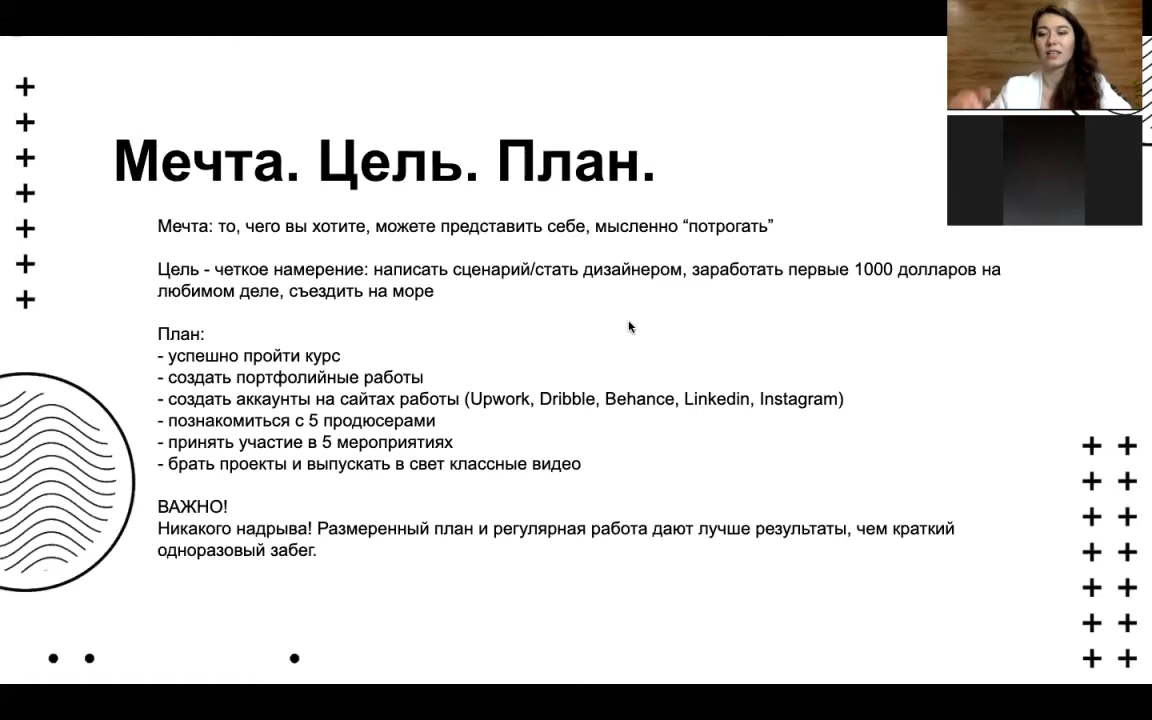 Мечта. Цель. План.
Мечта: то, чего вы хотите, можете представить себе, мысленно “потрогать”
Цель - четкое намерение: написать сценарий/стать дизайнером, заработать первые 1000 долларов на
любимом деле, съездить на море
План:
- успешно пройти курс
- создать портфолийные работы
- создать аккаунты на сайтах работы (Upwork, Dribble, Behance, Linkedin, Instagram)
- познакомиться с 5 продюсерами
- принять участие в 5 мероприятиях
- брать проекты и выпускать в свет классные видео
ВАЖНО!
Никакого надрыва! Размеренный план и регулярная работа дают лучше результаты, чем краткий
одноразовый забег.